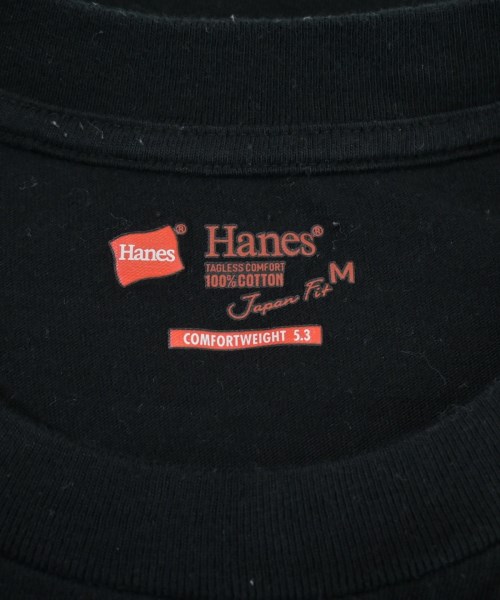 Hanes®
Hanes®
TAGLESS COMFORT
100% COTTON
M
Japan Fit
COMFORTWEIGHT 5.3